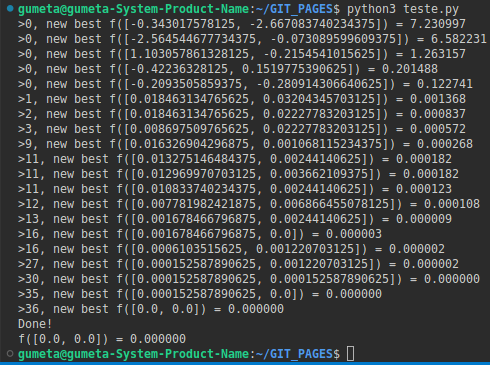 gumeta@gumeta-System-Product-Name:~/GIT_PAGES$ python3 teste.py
>0, new best f([-0.343017578125, -2.667083740234375]) = 7.230997
>0, new best f([-2.564544677734375, -0.073089599609375]) = 6.582231
>0, new best f([1.103057861328125, -0.2154541015625]) = 1.263157
>0, new best f([-0.42236328125, 0.1519775390625]) = 0.201488
>0, new best f([-0.2093505859375, -0.280914306640625]) = 0.122741
>1, new best f([0.018463134765625, 0.03204345703125]) = 0.001368
>2, new best f([0.018463134765625, 0.02227783203125]) = 0.000837
>3, new best f([0.008697509765625, 0.02227783203125]) = 0.000572
>9, new best f([0.016326904296875, 0.001068115234375]) = 0.000268
>11, new best f([0.013275146484375, 0.00244140625]) = 0.000182
>11, new best f([0.012969970703125, 0.003662109375]) = 0.000182
>11, new best f([0.010833740234375, 0.00244140625]) = 0.000123
>12, new best f([0.007781982421875, 0.006866455078125]) = 0.000108
>13, new best f([0.001678466796875, 0.00244140625]) = 0.000009
>16, new best f([0.001678466796875, 0.0]) = 0.000003
>16, new best f([0.0006103515625, 0.001220703125]) = 0.000002
>27, new best f([0.000152587890625, 0.001220703125]) = 0.000002
>30, new best f([0.000152587890625, 0.000152587890625]) = 0.000000
>35, new best f([0.000152587890625, 0.0]) = 0.000000
>36, new best f([0.0, 0.0]) = 0.000000
Done!
f([0.0, 0.0]) = 0.000000
gumeta@gumeta-System-Product-Name:~/GIT_PAGES$